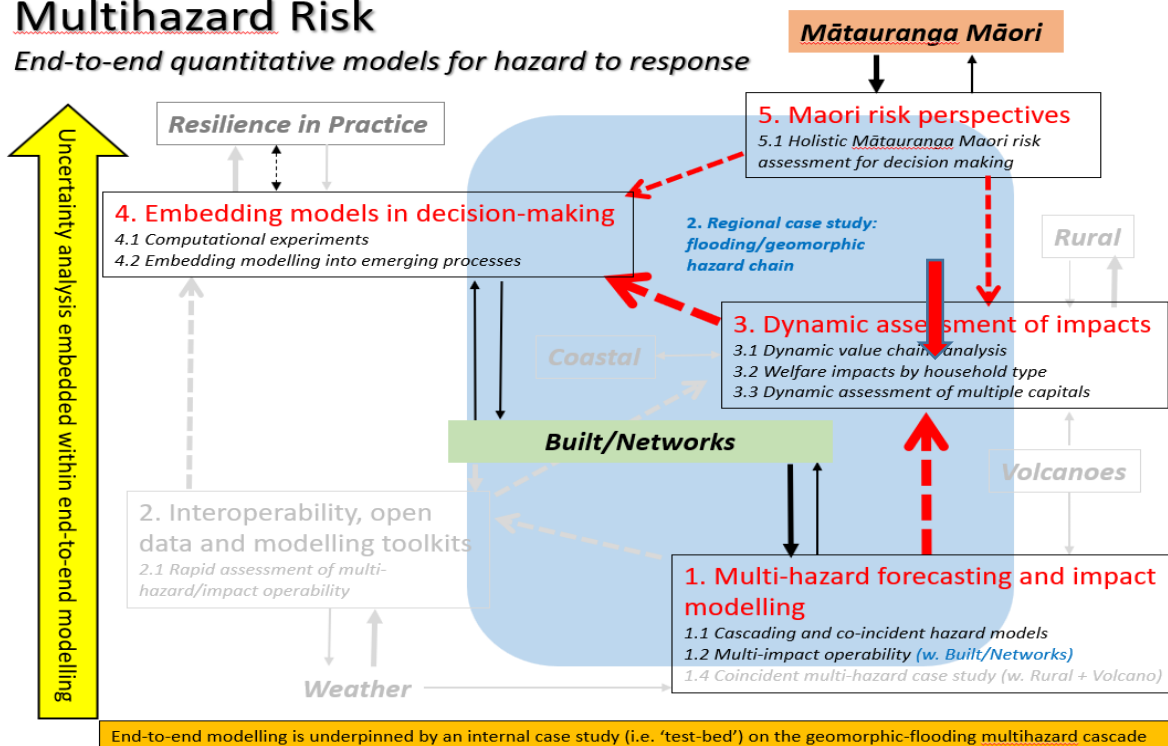 Multihazard Risk
End-to-end quantitative models for hazard to response
Mātauranga Māori
Uncertainty analysis embedded within end-to-end modelling
Resilience in Practice
5. Maori risk perspectives
5.1 Holistic Mātauranga Maori risk
assessment for decision making
4. Embedding models in decision-making
4.1 Computational experiments
4.2 Embedding modelling into emerging processes
2. Regional case study:
flooding/geomorphic
hazard chain
Rural
3. Dynamic assessment of impacts
3.1 Dynamic value chain analysis
3.2 Welfare impacts by household type
3.3 Dynamic assessment of multiple capitals
Coastal
Built/Networks
Volcanoes
2. Interoperability, open
data and modelling toolkits
2.1 Rapid assessment of multi-
hazard/impact operability
1. Multi-hazard forecasting and impact
modelling
1.1 Cascading and co-incident hazard models
1.2 Multi-impact operability (w. Built/Networks)
1.4 Coincident multi-hazard case study (w. Rural + Volcano)
Weather
End-to-end modelling is underpinned by an internal case study (i.e. ‘test-bed’) on the geomorphic-flooding multihazard cascade